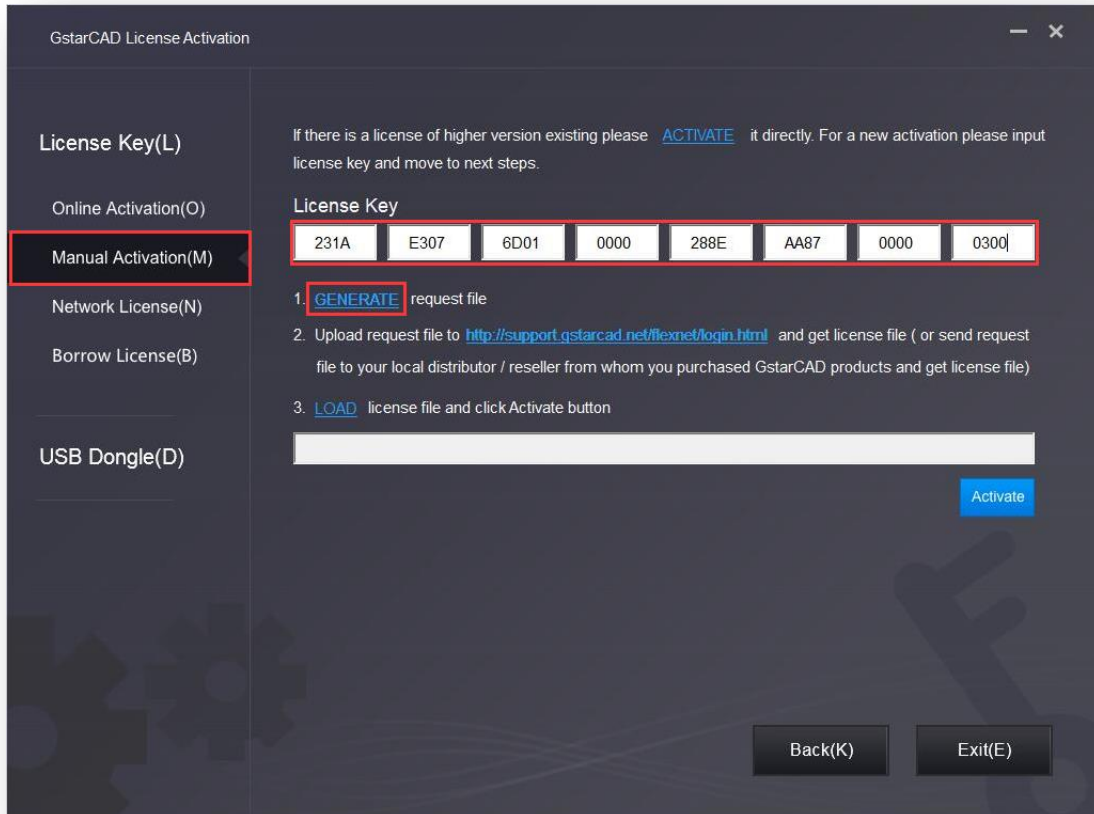 GstarCAD License Activation
License Key(L)
Online Activation(O)
Manual Activation(M)
Network License(N)
Borrow License(B)
USB Dongle(D)
If there is a license of higher version existing please ACTIVATE it directly. For a new activation please input
license key and move to next steps.
License Key
231A E307 6D01 0000 288E AA87 0000 0300
1. GENERATE request file
2. Upload request file to http://support.gstarcad.net/flexnet/login.html and get license file ( or send request
file to your local distributor / reseller from whom you purchased GstarCAD products and get license file)
3. LOAD license file and click Activate button
Activate
Back(K) Exit(E)